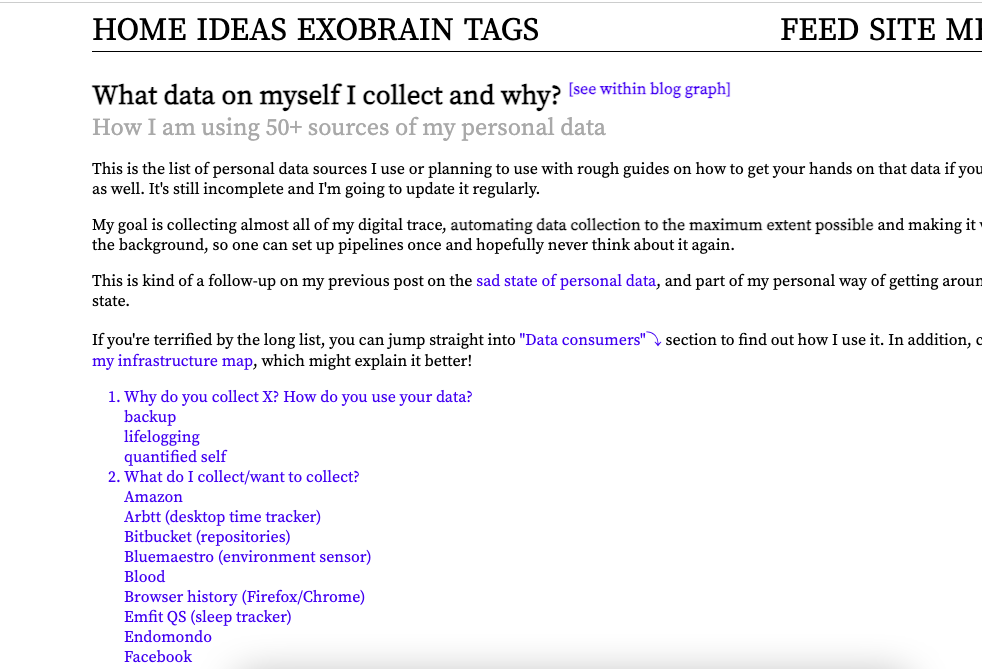 HOME IDEAS EXOBRAIN TAGS FEED SITE
What data on myself I collect and why? [see within blog graph]
How I am using 50+ sources of my personal data
This is the list of personal data sources I use or planning to use with rough guides on how to get your hands on that data if you
as well. It's still incomplete and I'm going to update it regularly.
My goal is collecting almost all of my digital trace, automating data collection to the maximum extent possible and making it
the background, so one can set up pipelines once and hopefully never think about it again.
This is kind of a follow-up on my previous post on the sad state of personal data, and part of my personal way of getting
state.
If you're terrified by the long list, you can jump straight into "Data consumers"⤵ section to find out how I use it. In addition,
my infrastructure map, which might explain it better!
1. Why do you collect X? How do you use your data?
backup
lifelogging
quantified self
2. What do I collect/want to collect?
Amazon
Arbtt (desktop time tracker)
Bitbucket (repositories)
Bluemaestro (environment sensor)
Blood
Browser history (Firefox/Chrome)
Emfit QS (sleep tracker)
Endomondo
Facebook